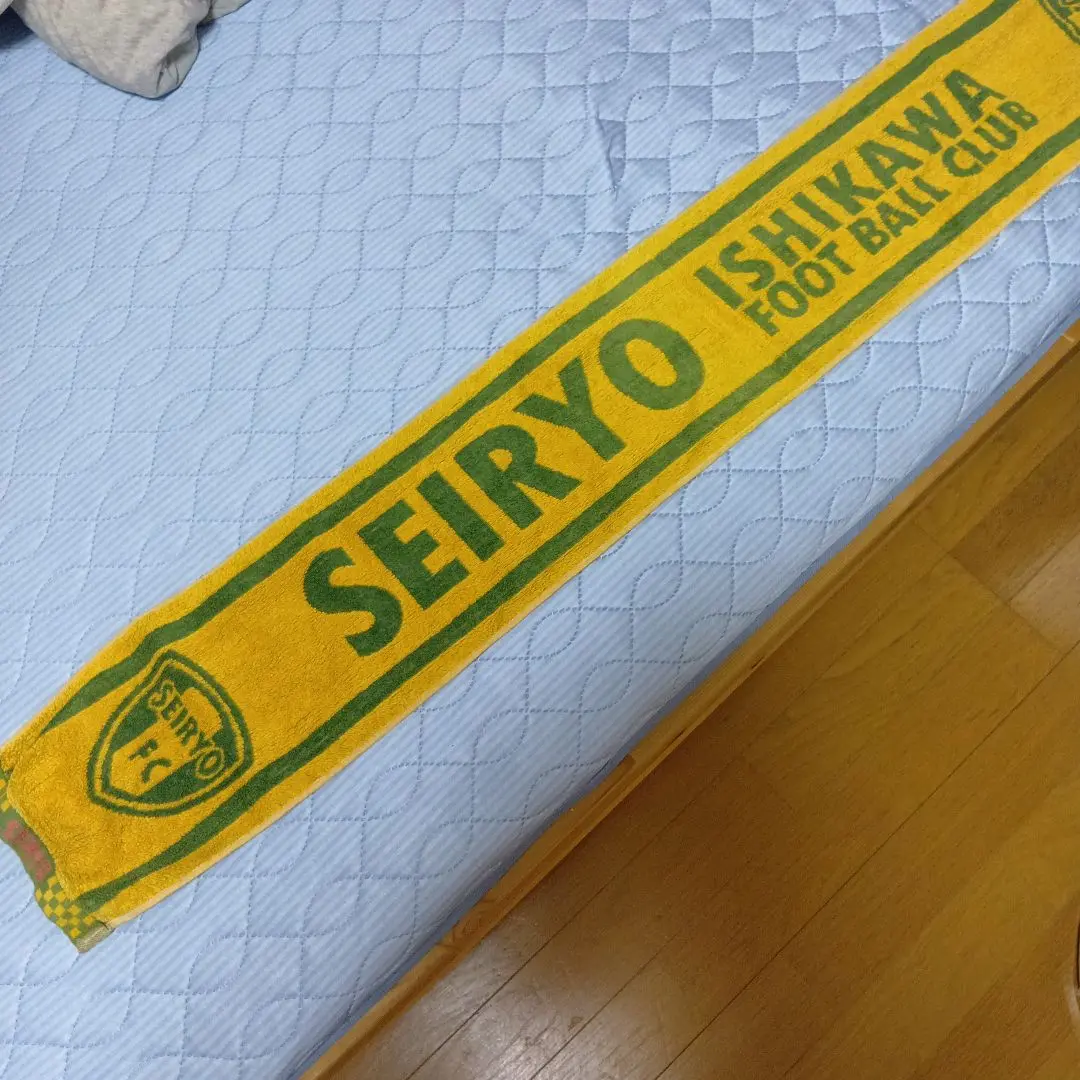 SEIRYO
ISHIKAWA
FOOT BALL CLUB
SEIRYO
FC